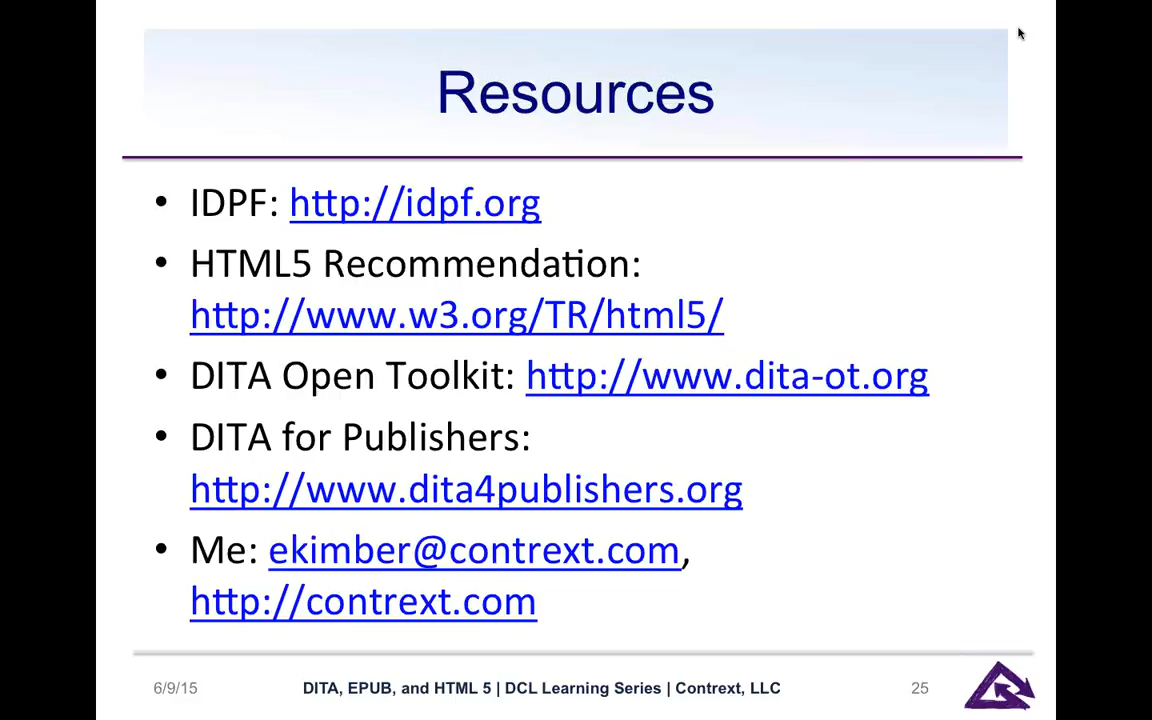 Resources
• IDPF: http://idpf.org
• HTML5 Recommendation:
http://www.w3.org/TR/html5/
• DITA Open Toolkit: http://www.dita-ot.org
• DITA for Publishers:
http://www.dita4publishers.org
• Me: ekimber@contrext.com,
http://contrext.com
6/9/15 DITA, EPUB, and HTML 5 | DCL Learning Series | Contrext, LLC 25